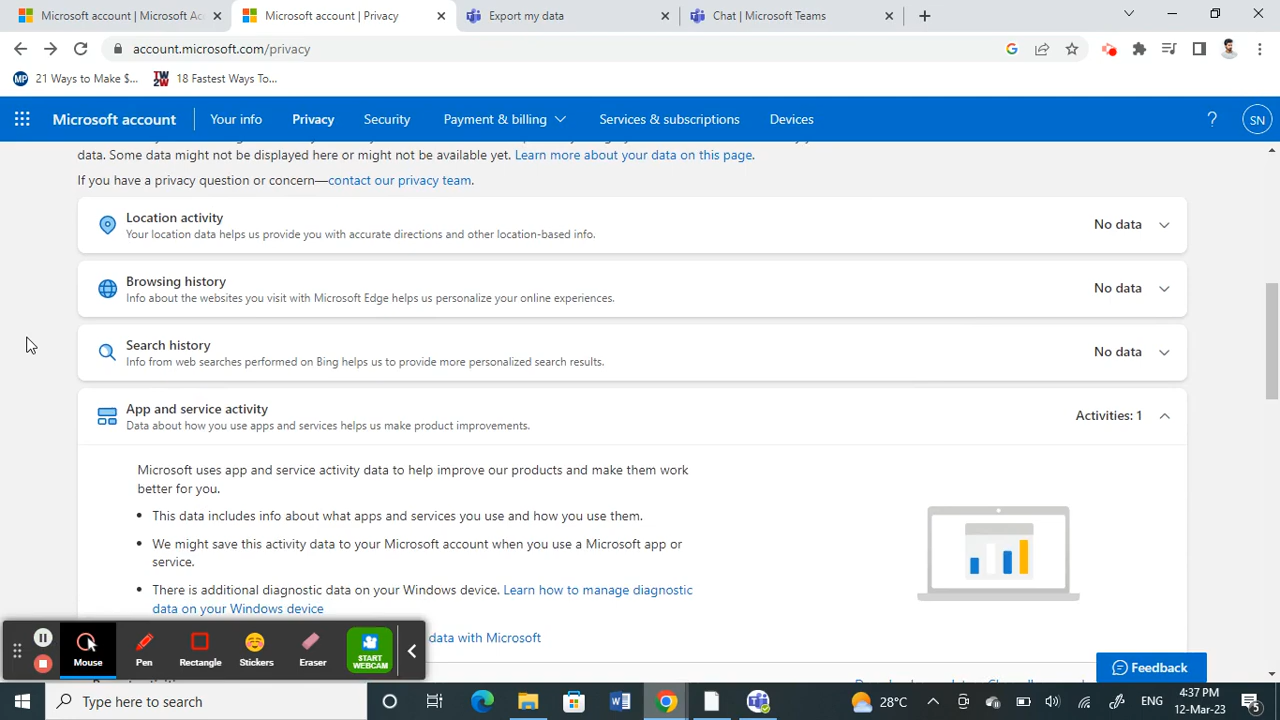 Microsoft account | Microsoft Ac
Microsoft account | Privacy
Export my data
Chat | Microsoft Teams
account.microsoft.com/privacy
21 Ways to Make $...
18 Fastest Ways To...
Microsoft account
Your info
Privacy
Security
Payment & billing
Services & subscriptions
Devices
?
SN
data. Some data might not be displayed here or might not be available yet. Learn more about your data on this page.
If you have a privacy question or concern—contact our privacy team.
Location activity
Your location data helps us provide you with accurate directions and other location-based info.
No data
Browsing history
Info about the websites you visit with Microsoft Edge helps us personalize your online experiences.
No data
Search history
Info from web searches performed on Bing helps us to provide more personalized search results.
No data
App and service activity
Data about how you use apps and services helps us make product improvements.
Activities: 1
Microsoft uses app and service activity data to help improve our products and make them work
better for you.
• This data includes info about what apps and services you use and how you use them.
• We might save this activity data to your Microsoft account when you use a Microsoft app or
service.
• There is additional diagnostic data on your Windows device. Learn how to manage diagnostic
data on your Windows device
data with Microsoft
Mouse
Pen
Rectangle
Stickers
Eraser
START
WEBCAM
Feedback
Type here to search
28°C
ENG
4:37 PM
12-Mar-23
5